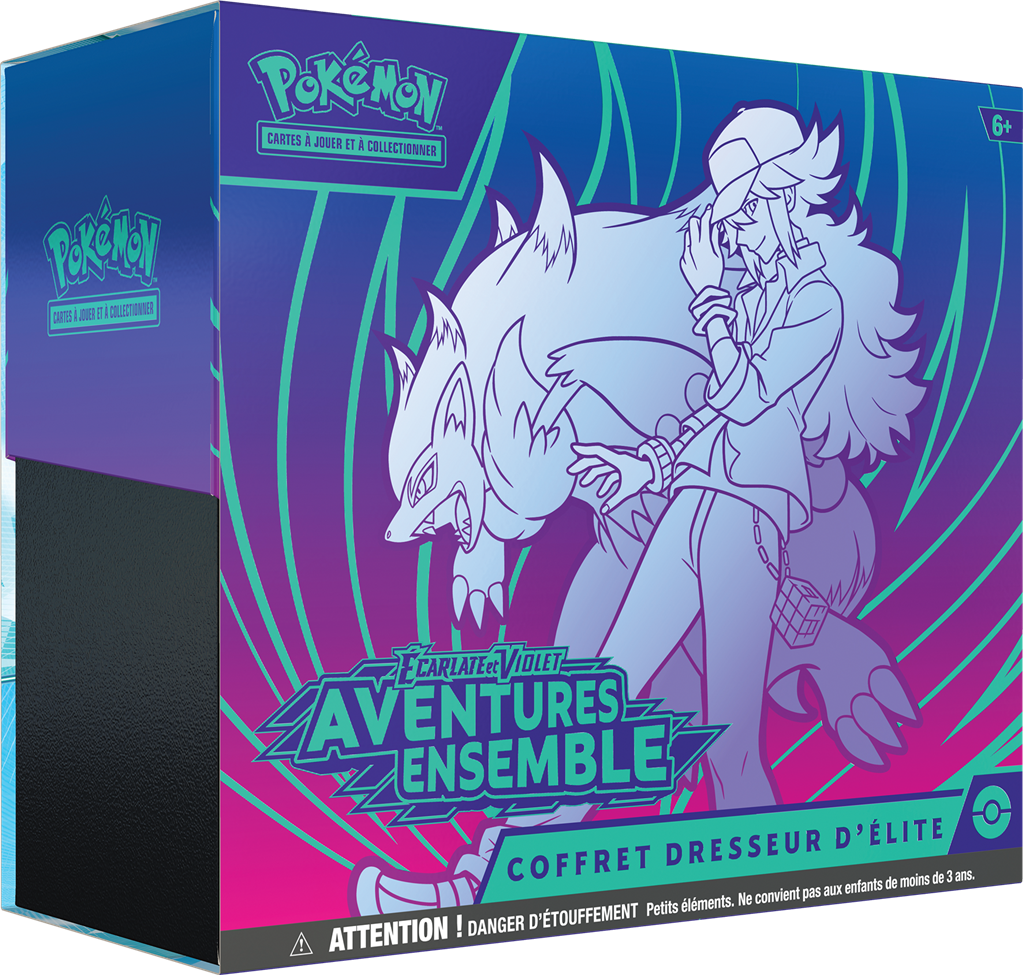 POKÉMON
CARTES À JOUER ET À COLLECTIONNER
6+
POKÉMON
CARTES À JOUER ET À COLLECTIONNER
ÉCARLATE et VIOLET
AVENTURES
ENSEMBLE
COFFRET DRESSEUR D'ÉLITE
ATTENTION ! DANGER D'ÉTOUFFEMENT Petits éléments. Ne convient pas aux enfants de moins de 3 ans.